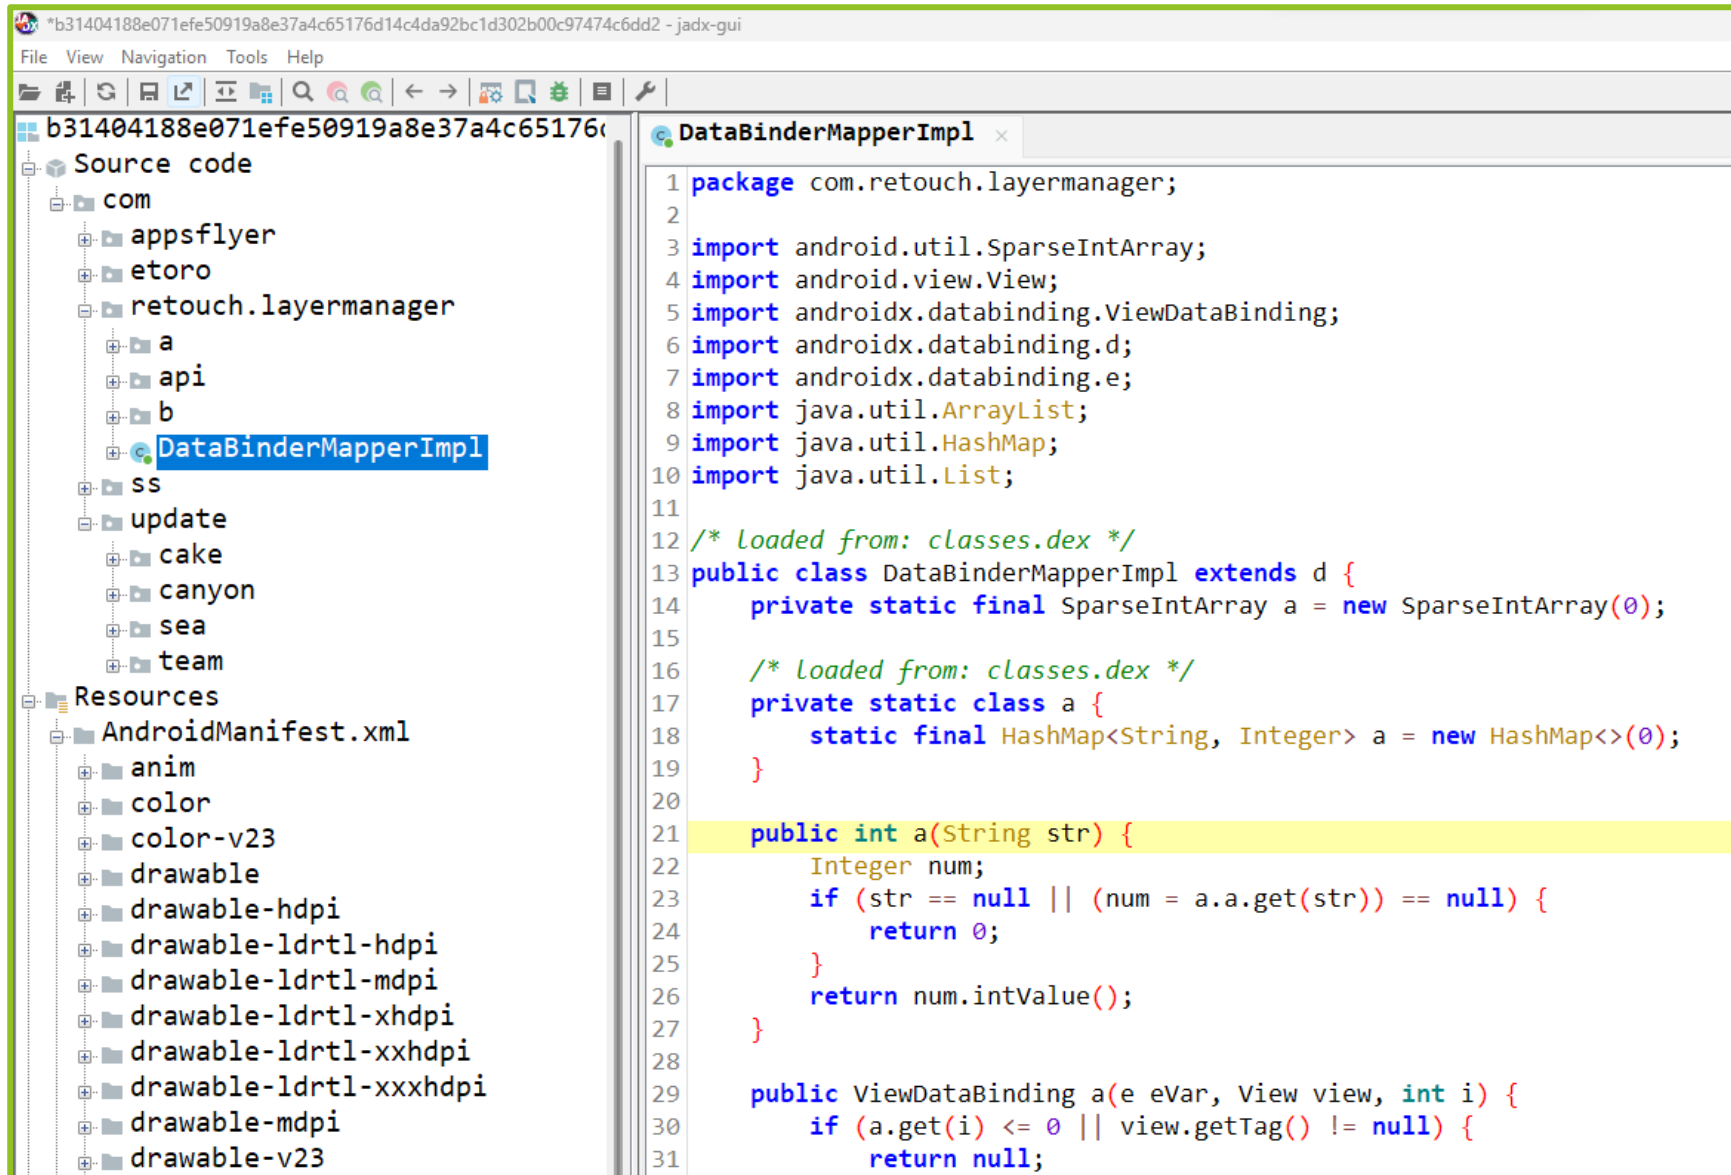 *b31404188e071efe50919a8e37a4c65176d14c4da92bc1d302b00c97474c6dd2 - jadx-gui
File View Navigation Tools Help
b31404188e071efe50919a8e37a4c65176
Source code
com
appsflyer
etoro
retouch.layermanager
a
api
b
DataBinderMapperImpl
ss
update
cake
canyon
sea
team
Resources
AndroidManifest.xml
anim
color
color-v23
drawable
drawable-hdpi
drawable-ldrtl-hdpi
drawable-ldrtl-mdpi
drawable-ldrtl-xhdpi
drawable-ldrtl-xxhdpi
drawable-ldrtl-xxxhdpi
drawable-mdpi
drawable-v23
DataBinderMapperImpl ×
1 package com.retouch.layermanager;
2
3 import android.util.SparseIntArray;
4 import android.view.View;
5 import androidx.databinding.ViewDataBinding;
6 import androidx.databinding.d;
7 import androidx.databinding.e;
8 import java.util.ArrayList;
9 import java.util.HashMap;
10 import java.util.List;
11
12 /* loaded from: classes.dex */
13 public class DataBinderMapperImpl extends d {
14     private static final SparseIntArray a = new SparseIntArray(0);
15
16     /* loaded from: classes.dex */
17     private static class a {
18         static final HashMap<String, Integer> a = new HashMap<>(0);
19     }
20
21     public int a(String str) {
22         Integer num;
23         if (str == null || (num = a.a.get(str)) == null) {
24             return 0;
25         }
26         return num.intValue();
27     }
28
29     public ViewDataBinding a(e eVar, View view, int i) {
30         if (a.get(i) <= 0 || view.getTag() != null) {
31             return null;